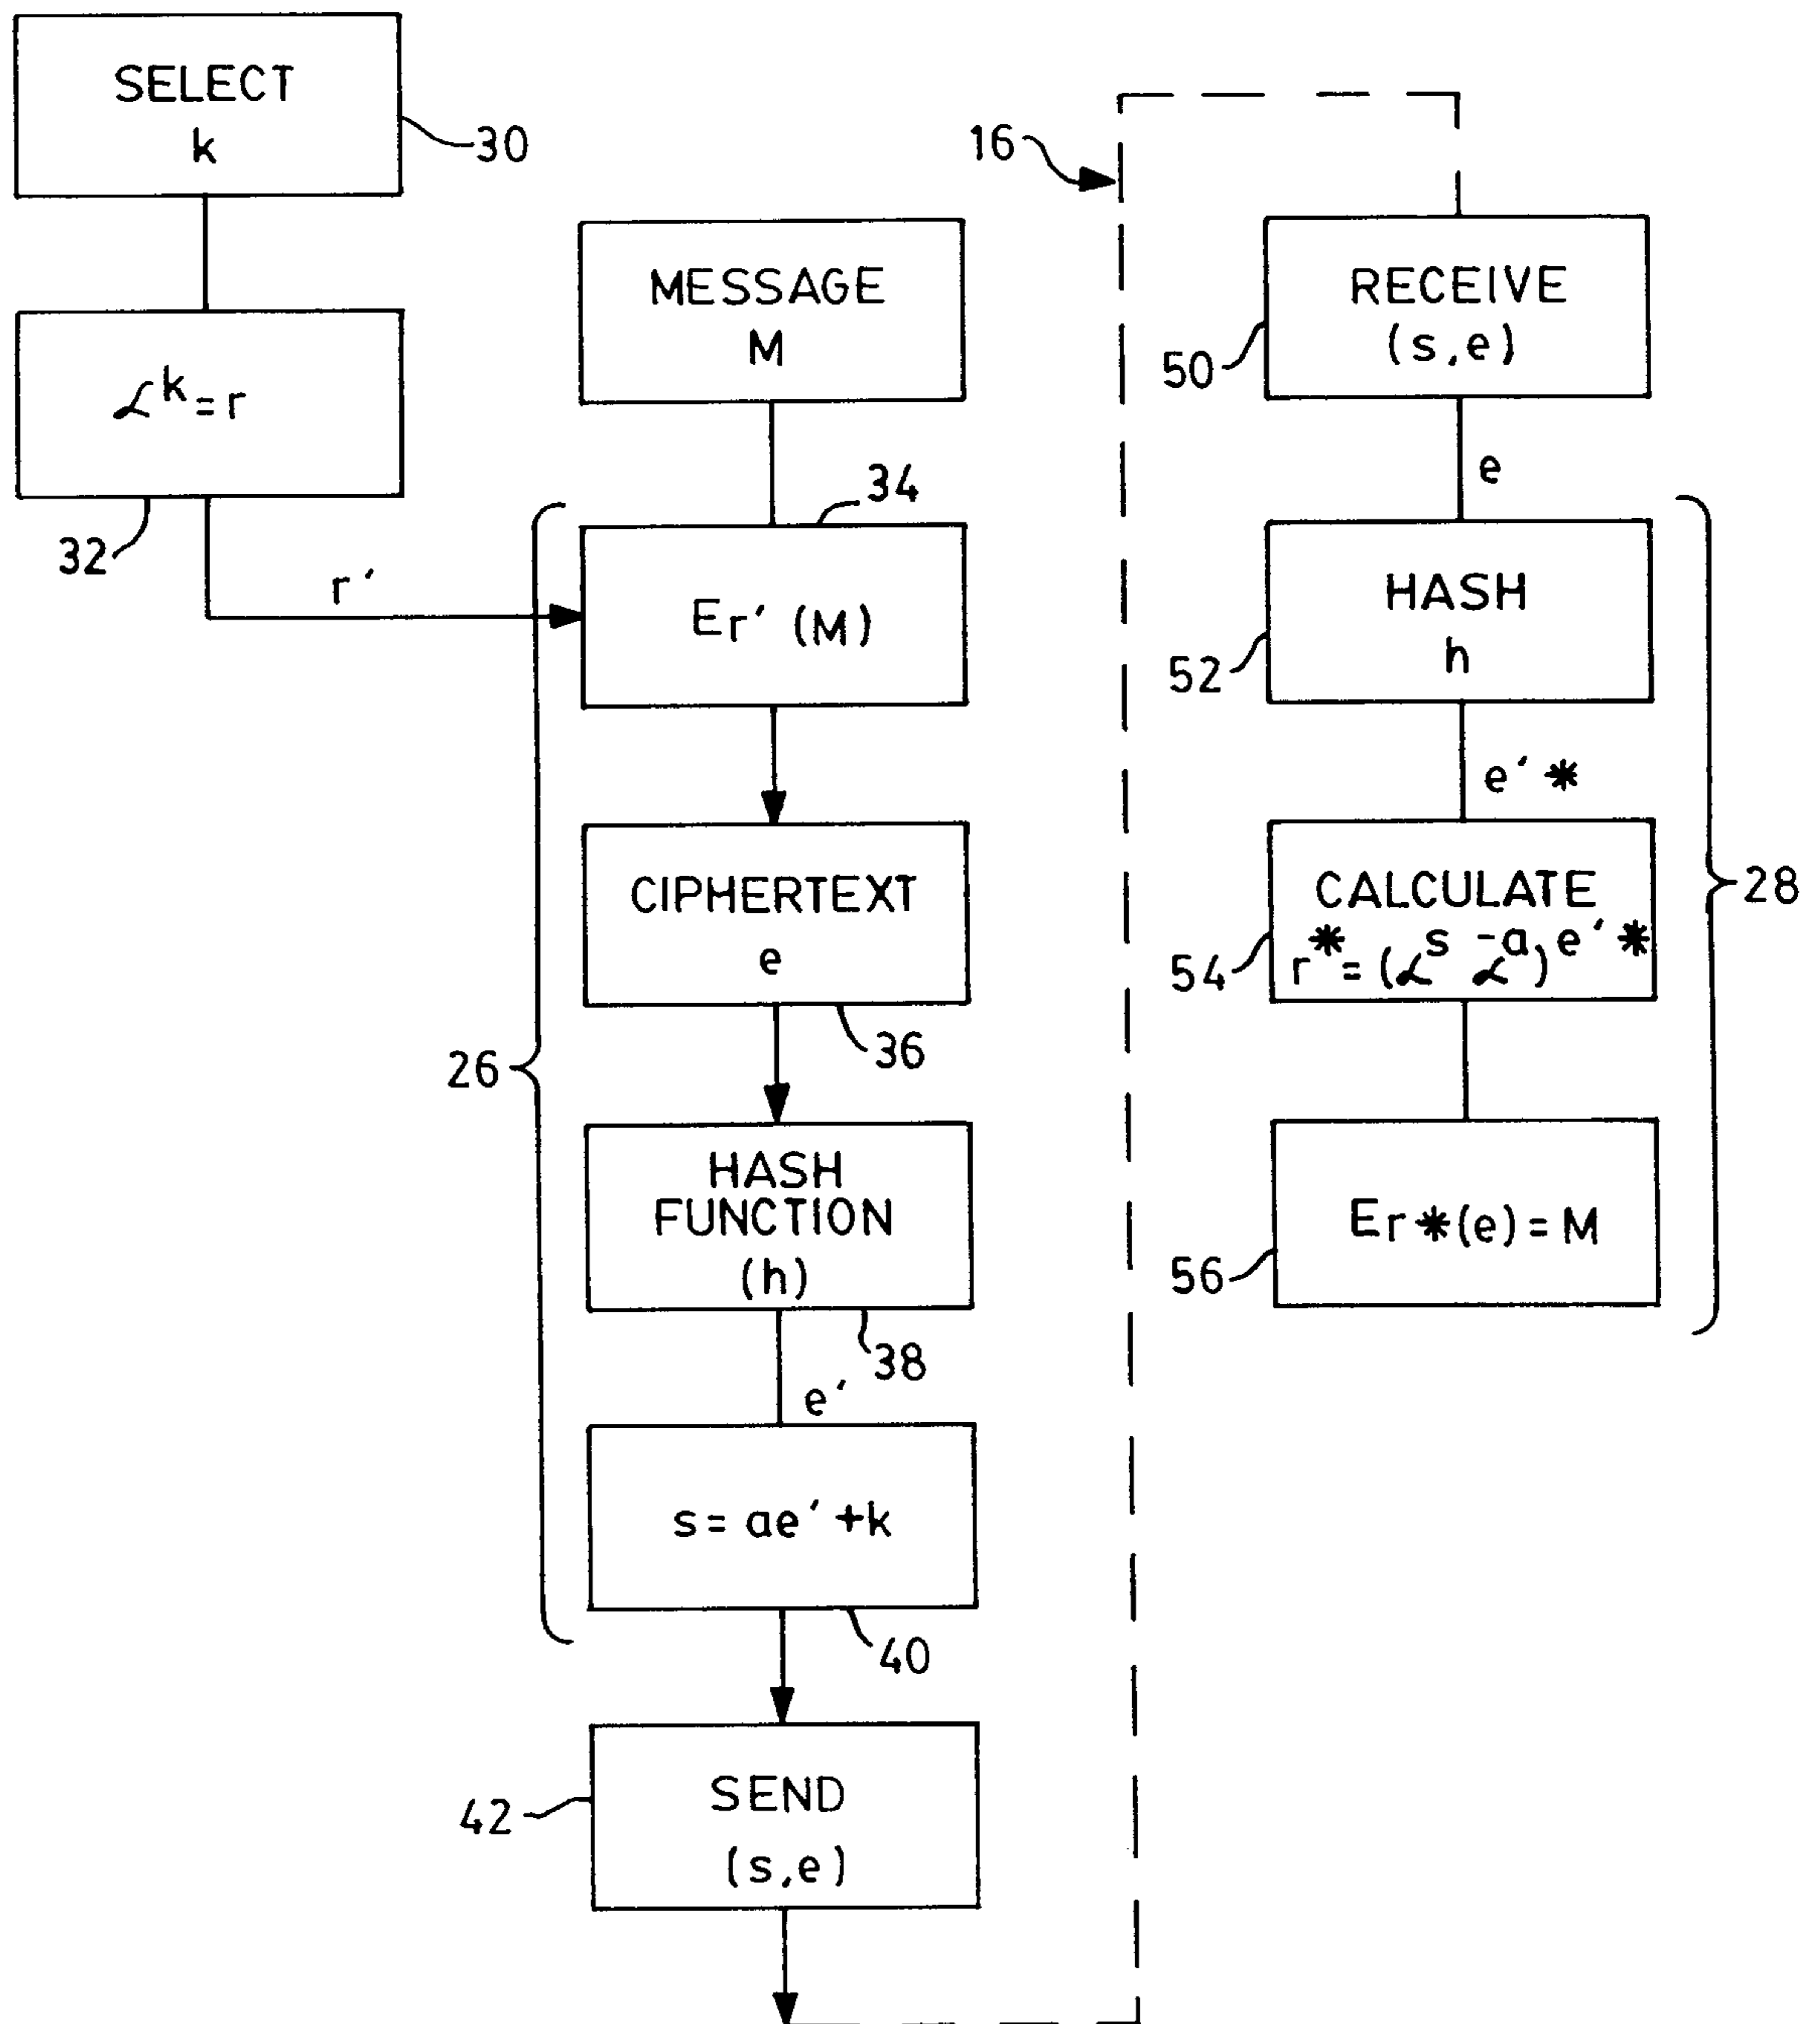 SELECT
k
30
ℒ^k = r
32
r′
MESSAGE
M
34
Er′ (M)
CIPHERTEXT
e
36
26
HASH
FUNCTION
(h)
38
e′
s = ae′ + k
40
SEND
(s,e)
42
16
RECEIVE
(s,e)
50
e
HASH
h
52
e′ *
CALCULATE
r* = (ℒ^s ℒ^-a) e′ *
54
28
Er*(e) = M
56